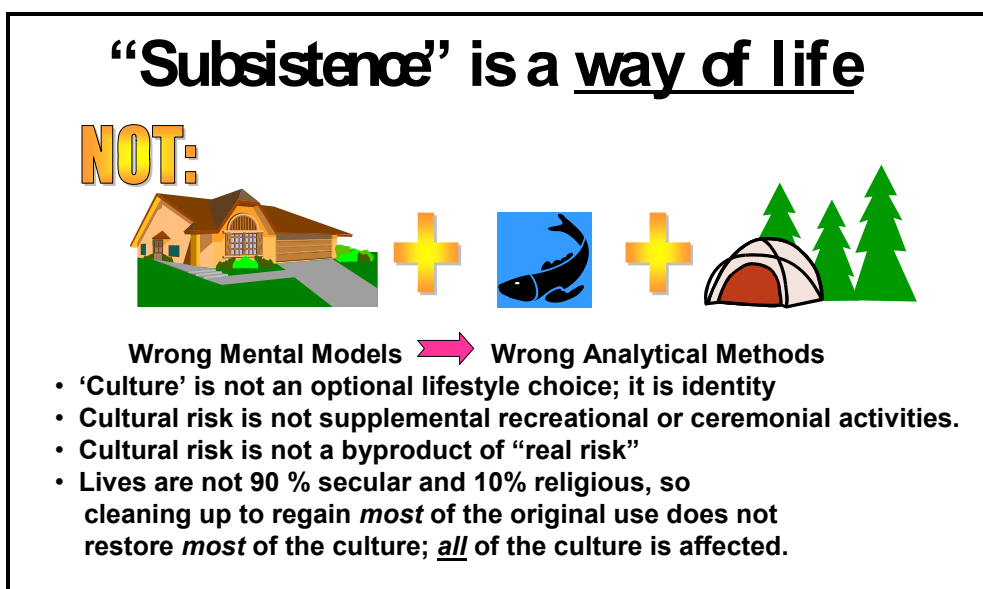 “Subsistence” is a way of life
NOT:
Wrong Mental Models Wrong Analytical Methods
• ‘Culture’ is not an optional lifestyle choice; it is identity
• Cultural risk is not supplemental recreational or ceremonial activities.
• Cultural risk is not a byproduct of “real risk”
• Lives are not 90 % secular and 10% religious, so
cleaning up to regain most of the original use does not
restore most of the culture; all of the culture is affected.